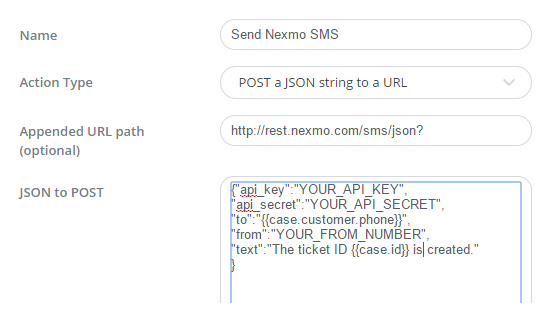 Name
Send Nexmo SMS
Action Type
POST a JSON string to a URL
Appended URL path
(optional)
http://rest.nexmo.com/sms/json?
JSON to POST
{"api_key":"YOUR_API_KEY",
"api_secret":"YOUR_API_SECRET",
"to":"{{case.customer.phone}}",
"from":"YOUR_FROM_NUMBER",
"text":"The ticket ID {{case.id}} is created."
}